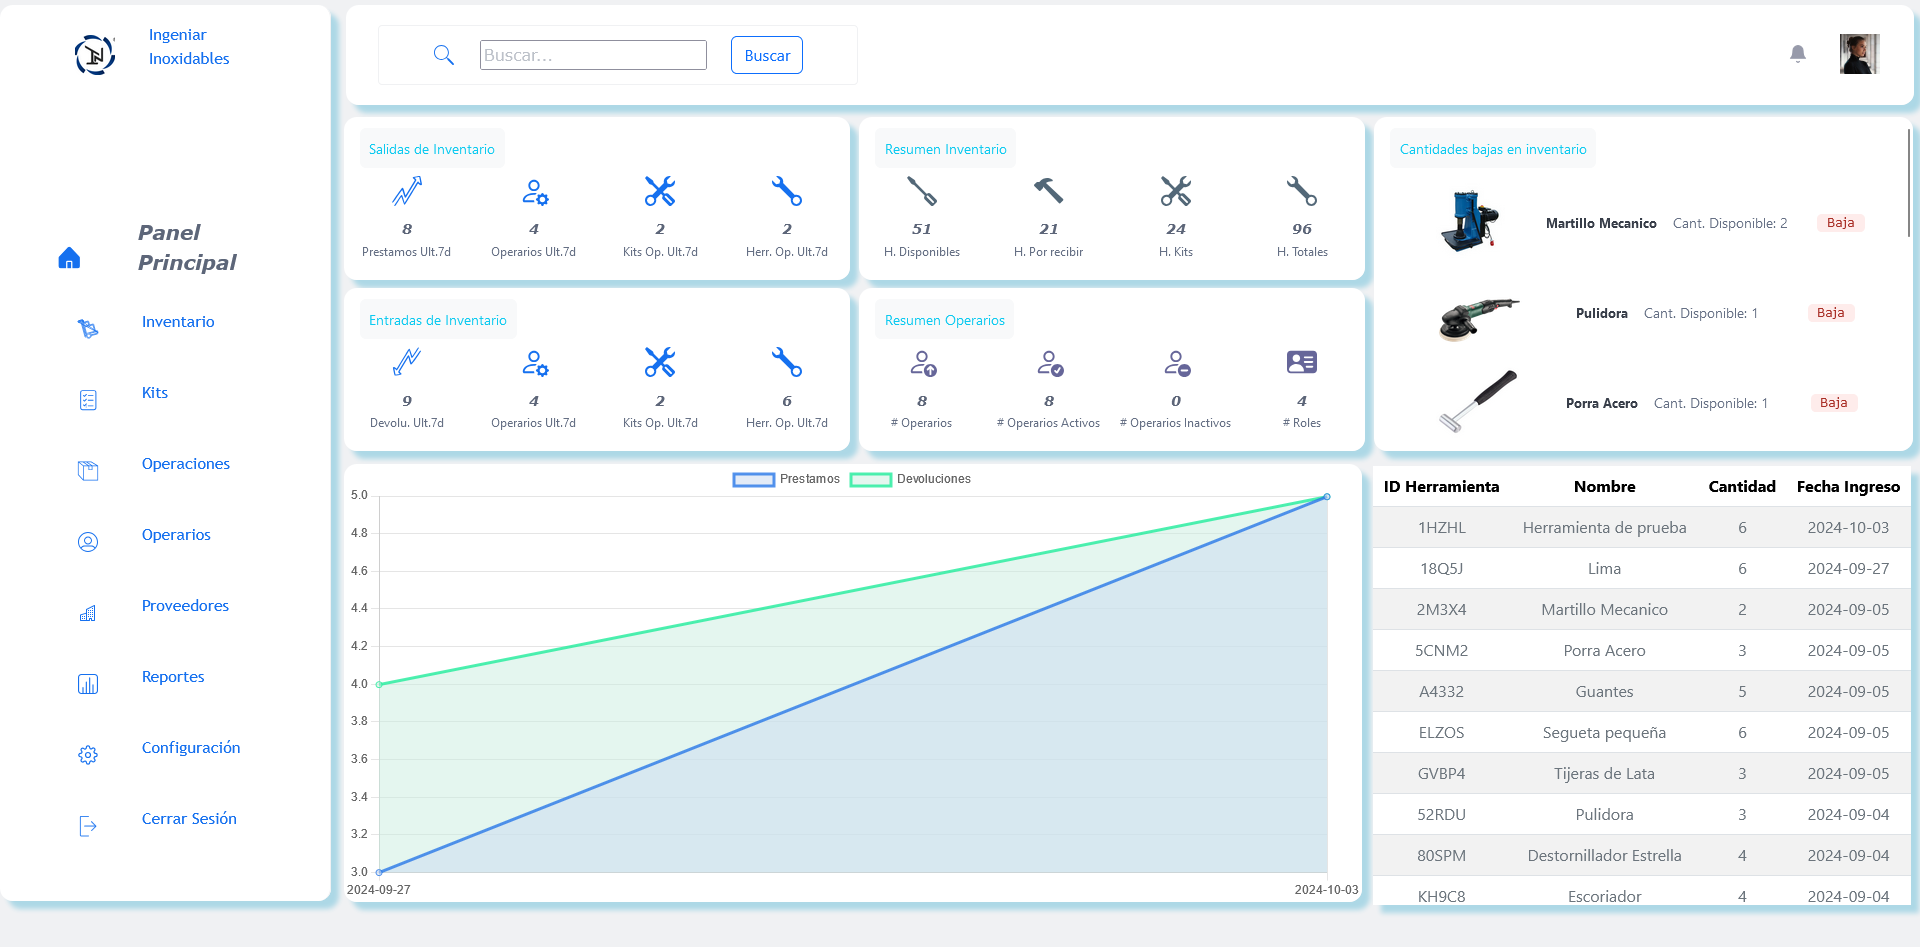 Ingeniar
Inoxidables
Panel
Principal
Inventario
Kits
Operaciones
Operarios
Proveedores
Reportes
Configuración
Cerrar Sesión
Buscar...
Buscar
Salidas de Inventario
8
Prestamos Ult.7d
4
Operarios Ult.7d
2
Kits Op. Ult.7d
2
Herr. Op. Ult.7d
Resumen Inventario
51
H. Disponibles
21
H. Por recibir
24
H. Kits
96
H. Totales
Cantidades bajas en inventario
Martillo Mecanico Cant. Disponible: 2 Baja
Pulidora Cant. Disponible: 1 Baja
Porra Acero Cant. Disponible: 1 Baja
Entradas de Inventario
9
Devolu. Ult.7d
4
Operarios Ult.7d
2
Kits Op. Ult.7d
6
Herr. Op. Ult.7d
Resumen Operarios
8
# Operarios
8
# Operarios Activos
0
# Operarios Inactivos
4
# Roles
Prestamos Devoluciones
5.0
4.8
4.6
4.4
4.2
4.0
3.8
3.6
3.4
3.2
3.0
2024-09-27 2024-10-03
ID Herramienta Nombre Cantidad Fecha Ingreso
1HZHL Herramienta de prueba 6 2024-10-03
18Q5J Lima 6 2024-09-27
2M3X4 Martillo Mecanico 2 2024-09-05
5CNM2 Porra Acero 3 2024-09-05
A4332 Guantes 5 2024-09-05
ELZOS Segueta pequeña 6 2024-09-05
GVBP4 Tijeras de Lata 3 2024-09-05
52RDU Pulidora 3 2024-09-04
80SPM Destornillador Estrella 4 2024-09-04
KH9C8 Escoriador 4 2024-09-04